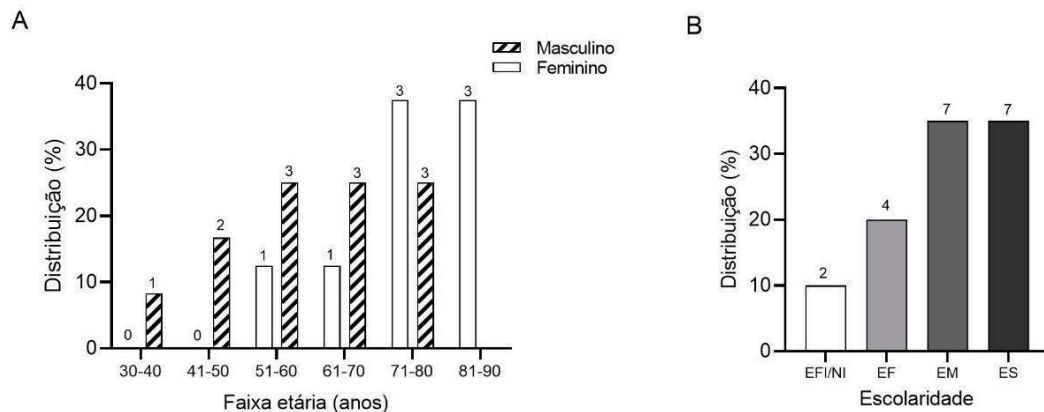 A
Masculino
Feminino
Distribuição (%)
40
30
20
10
0
0 1 0 2 1 3 1 3 3 3 3
30-40 41-50 51-60 61-70 71-80 81-90
Faixa etária (anos)
B
Distribuição (%)
40
30
20
10
0
2 4 7 7
EFI/NI EF EM ES
Escolaridade